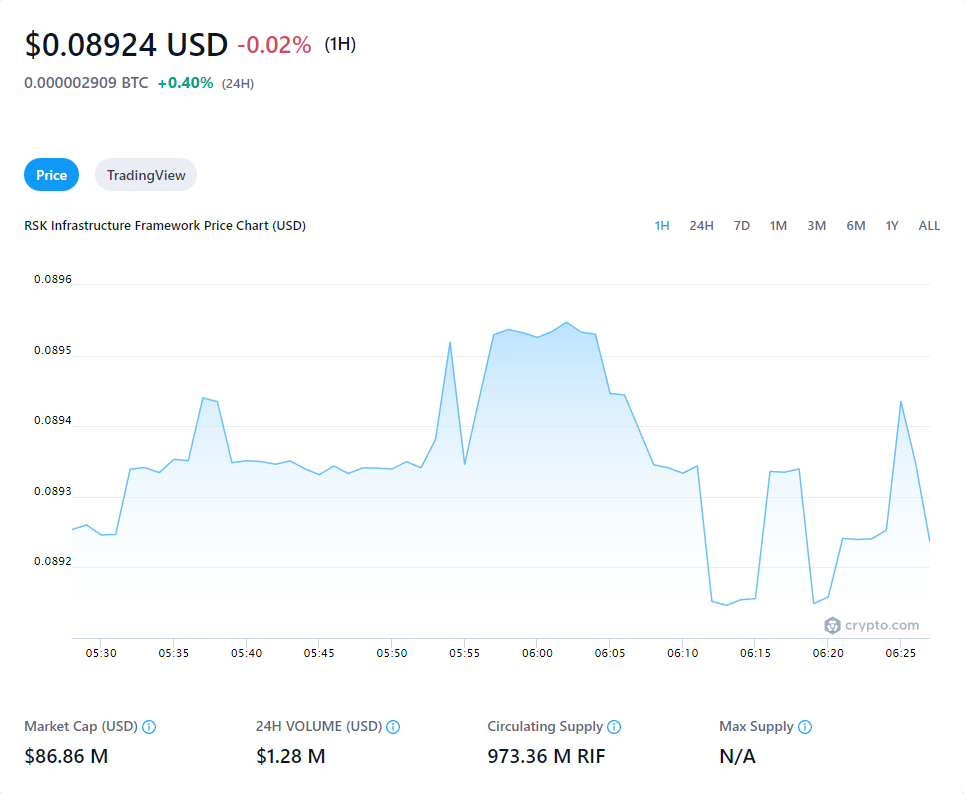 $0.08924 USD -0.02% (1H)
0.000002909 BTC +0.40% (24H)
Price TradingView
RSK Infrastructure Framework Price Chart (USD) 1H 24H 7D 1M 3M 6M 1Y ALL
0.0896
0.0895
0.0894
0.0893
0.0892
crypto.com
05:30 05:35 05:40 05:45 05:50 05:55 06:00 06:05 06:10 06:15 06:20 06:25
Market Cap (USD) 24H VOLUME (USD) Circulating Supply Max Supply
$86.86 M $1.28 M 973.36 M RIF N/A